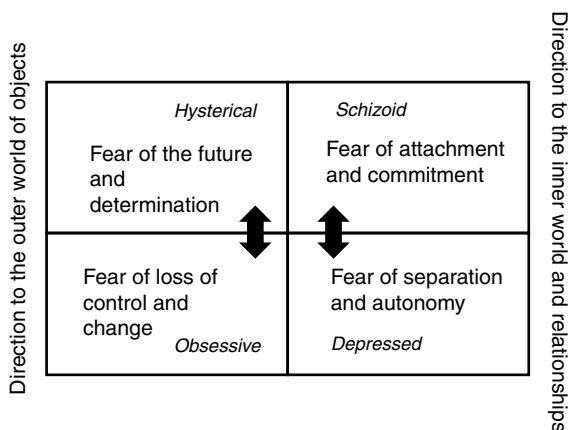 Direction to the outer world of objects
Hysterical
Fear of the future
and
determination
Schizoid
Fear of attachment
and commitment
Fear of loss of
control and
change
Obsessive
Fear of separation
and autonomy
Depressed
Direction to the inner world and relationships